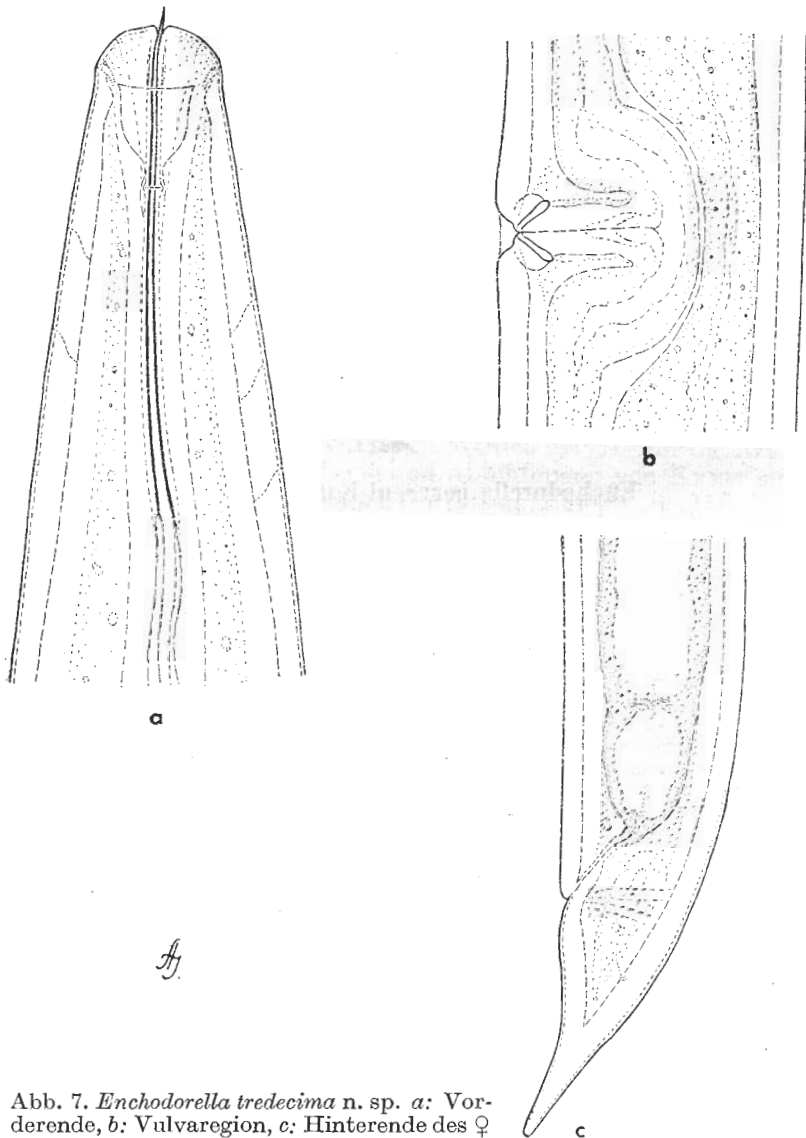 a
b
c
Abb. 7. Enchodorella tredecima n. sp. a: Vor-
derende, b: Vulvaregion, c: Hinterende des ♀